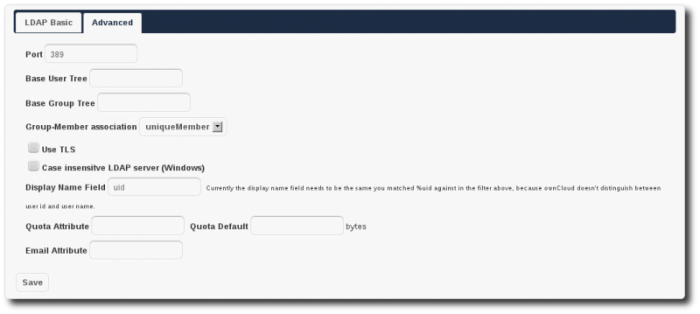 LDAP Basic Advanced
Port 389
Base User Tree
Base Group Tree
Group-Member association uniqueMember
Use TLS
Case insensitve LDAP server (Windows)
Display Name Field uid Currently the display name field needs to be the same you matched %uid against in the filter above, because ownCloud doesn't distinguish between
user id and user name.
Quota Attribute Quota Default bytes
Email Attribute
Save